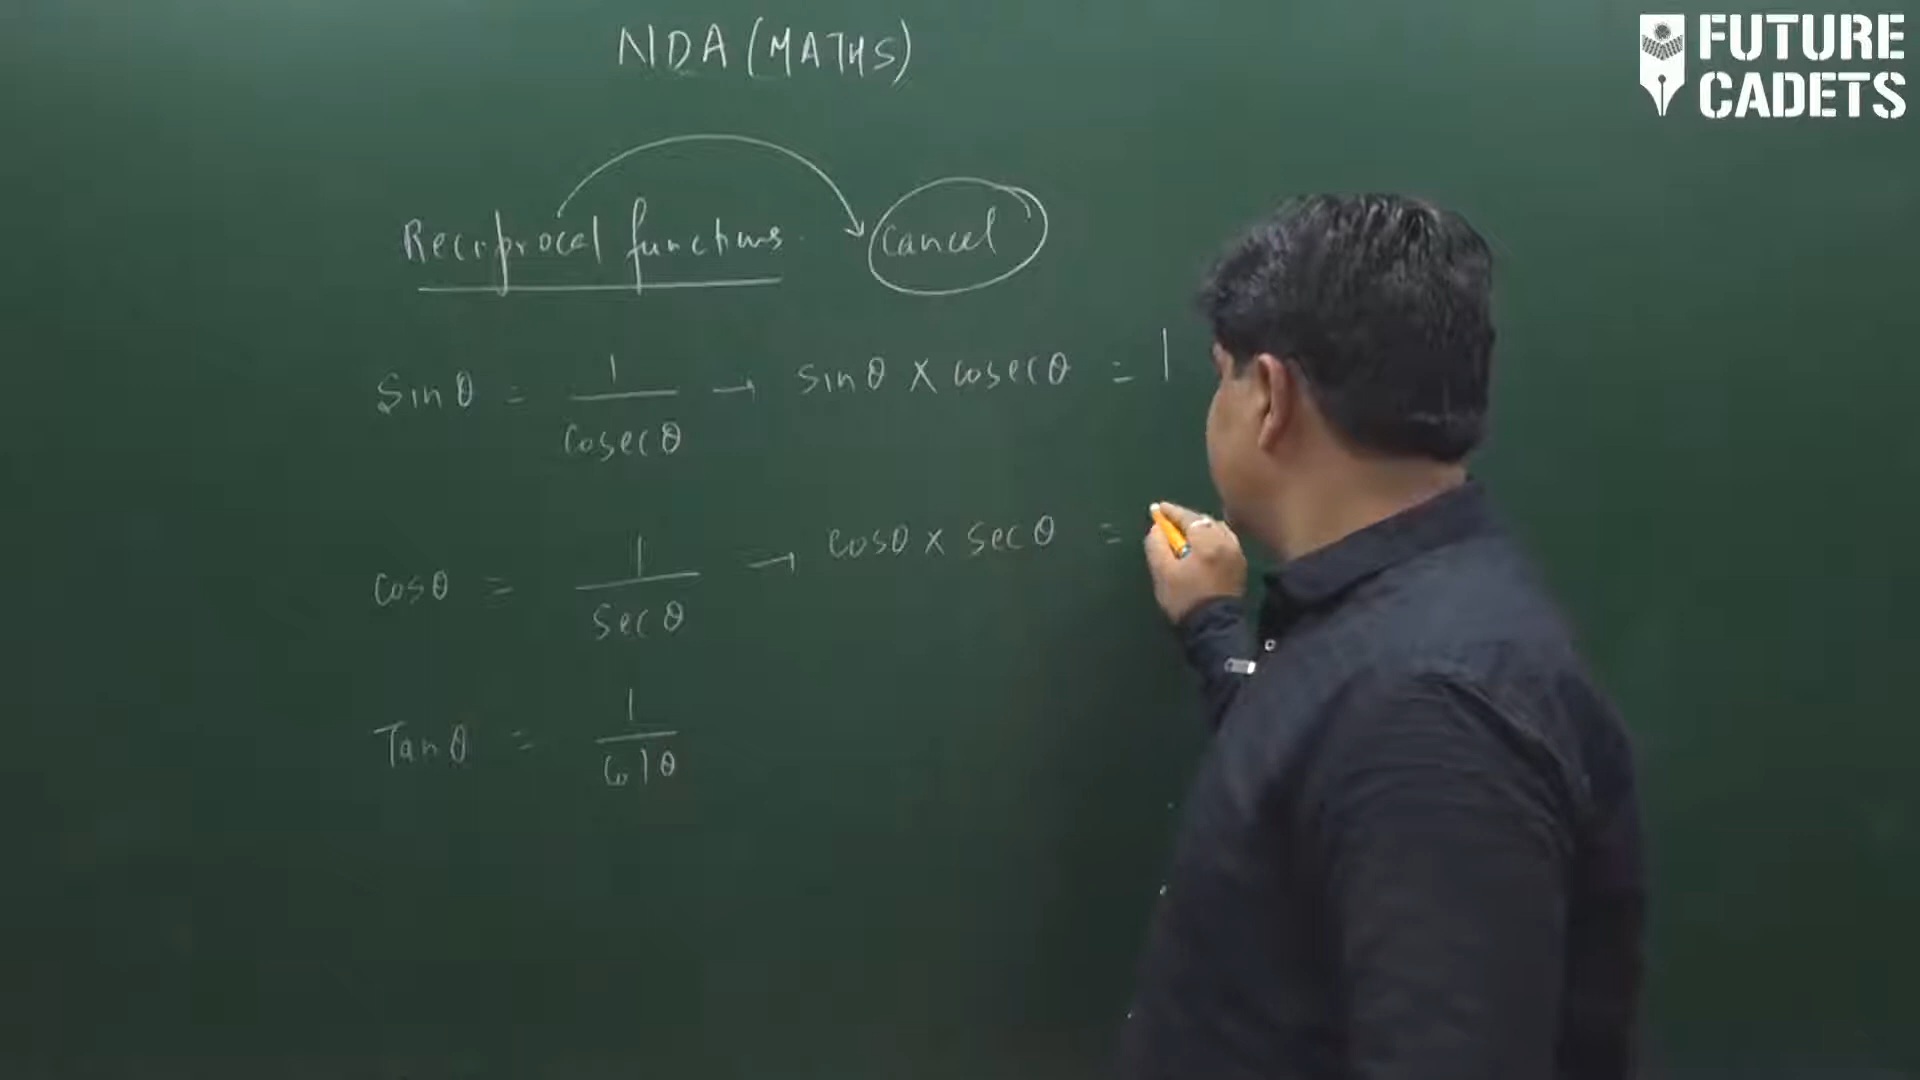 NDA (MATHS)
FUTURE
CADETS
Reciprocal functions. cancel
Sinθ = 1/cosecθ → sinθ × cosecθ = 1
cosθ = 1/secθ → cosθ × secθ =
Tanθ = 1/cotθ